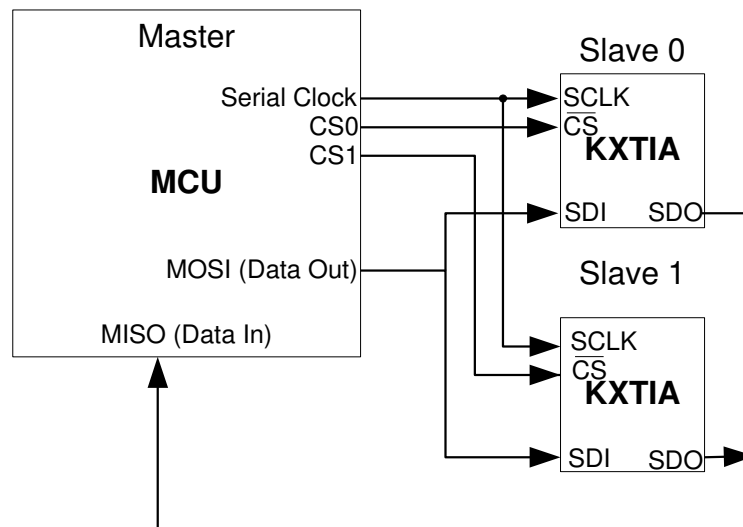 Master
Serial Clock
CS0
CS1
MCU
MOSI (Data Out)
MISO (Data In)
Slave 0
SCLK
CS
KXTIA
SDI SDO
Slave 1
SCLK
CS
KXTIA
SDI SDO